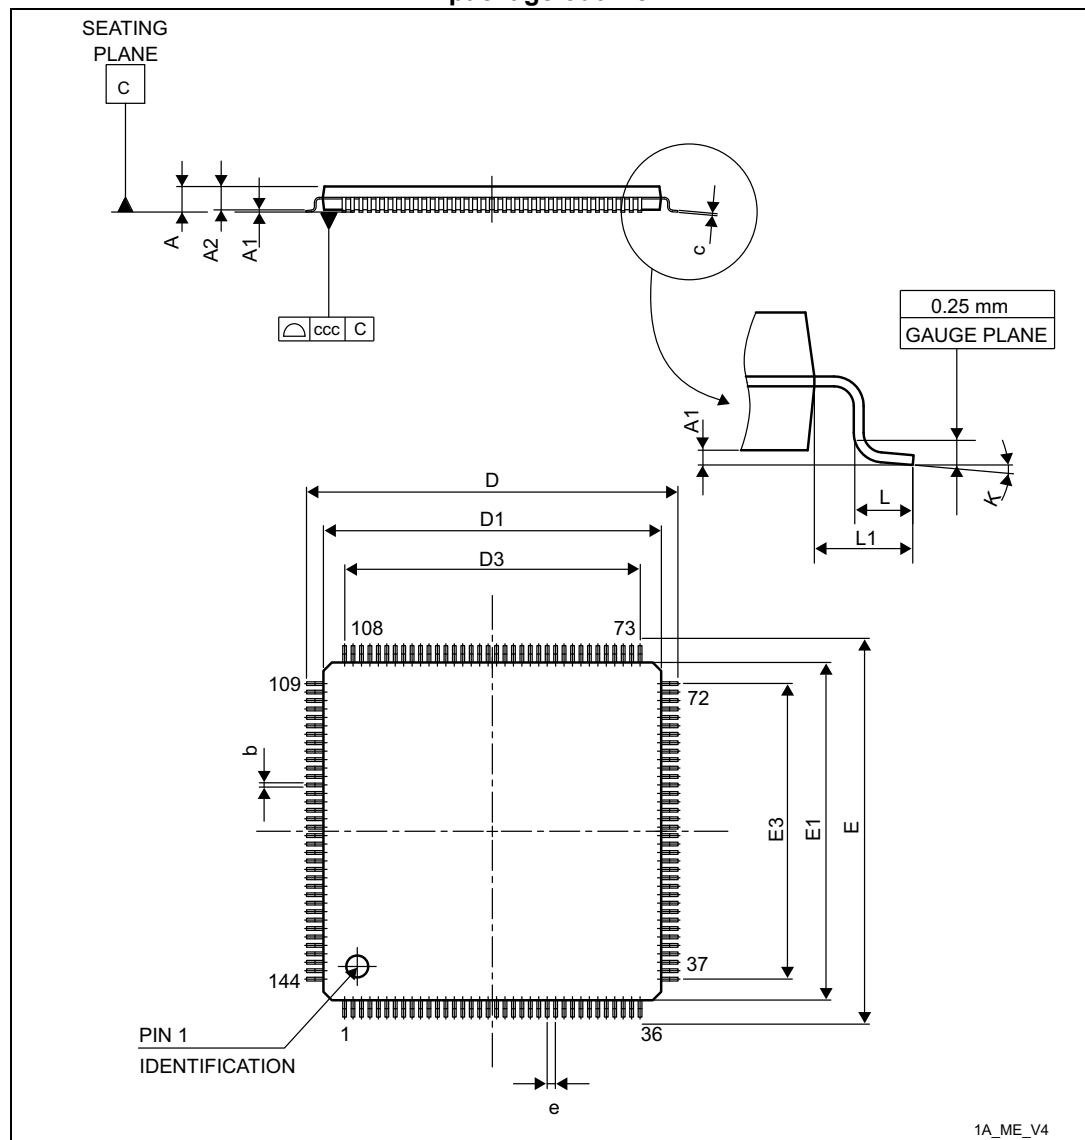 SEATING
PLANE
C
A
A2
A1
c
ccc C
0.25 mm
GAUGE PLANE
A1
K
L
L1
D
D1
D3
108 73
109 72
b
E3
E1
E
144 37
1 36
PIN 1
IDENTIFICATION
e
1A_ME_V4